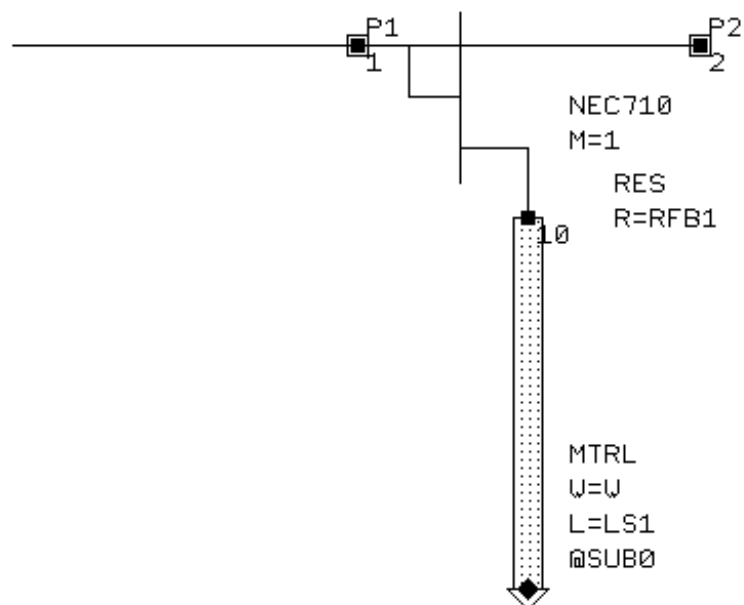 P1
P2
1
2
NEC710
M=1
RES
R=RFB1
10
MTRL
W=W
L=LS1
@SUB0